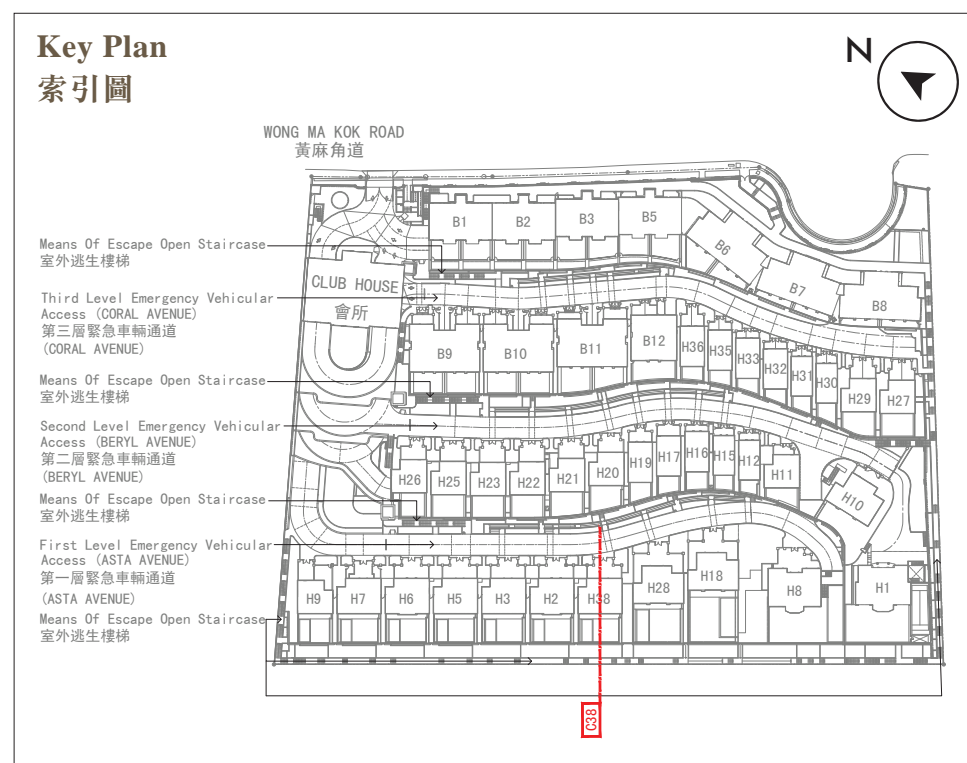 Key Plan
索引圖
N
WONG MA KOK ROAD
黃麻角道
Means Of Escape Open Staircase
室外逃生樓梯
Third Level Emergency Vehicular
Access (CORAL AVENUE)
第三層緊急車輛通道
(CORAL AVENUE)
Means Of Escape Open Staircase
室外逃生樓梯
Second Level Emergency Vehicular
Access (BERYL AVENUE)
第二層緊急車輛通道
(BERYL AVENUE)
Means Of Escape Open Staircase
室外逃生樓梯
First Level Emergency Vehicular
Access (ASTA AVENUE)
第一層緊急車輛通道
(ASTA AVENUE)
Means Of Escape Open Staircase
室外逃生樓梯
CLUB HOUSE
會所
B1 B2 B3 B5
B6
B7
B8
B9 B10 B11 B12 H36 H35 H33 H32 H31 H30 H29 H27
H26 H25 H23 H22 H21 H20 H19 H17 H16 H15 H12 H11
H10
H9 H7 H6 H5 H3 H2 H38 H28 H18 H8 H1
C38